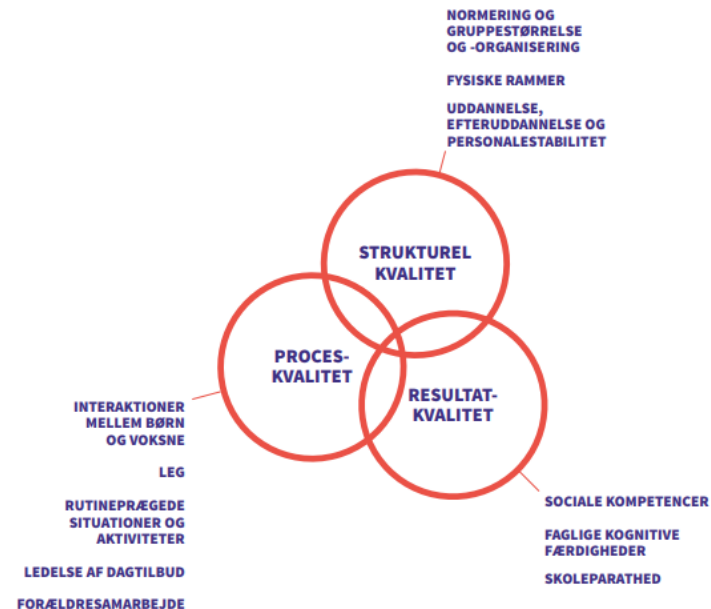 NORMERING OG
GRUPPESTØRRELSE
OG -ORGANISERING
FYSISKE RAMMER
UDDANNELSE,
EFTERUDDANNELSE OG
PERSONALESTABILITET
STRUKTUREL
KVALITET
PROCES-
KVALITET
RESULTAT-
KVALITET
INTERAKTIONER
MELLEM BØRN
OG VOKSNE
LEG
RUTINEPRÆGEDE
SITUATIONER OG
AKTIVITETER
LEDELSE AF DAGTILBUD
FORÆLDRESAMARBEJDE
SOCIALE KOMPETENCER
FAGLIGE KOGNITIVE
FÆRDIGHEDER
SKOLEPARATHED